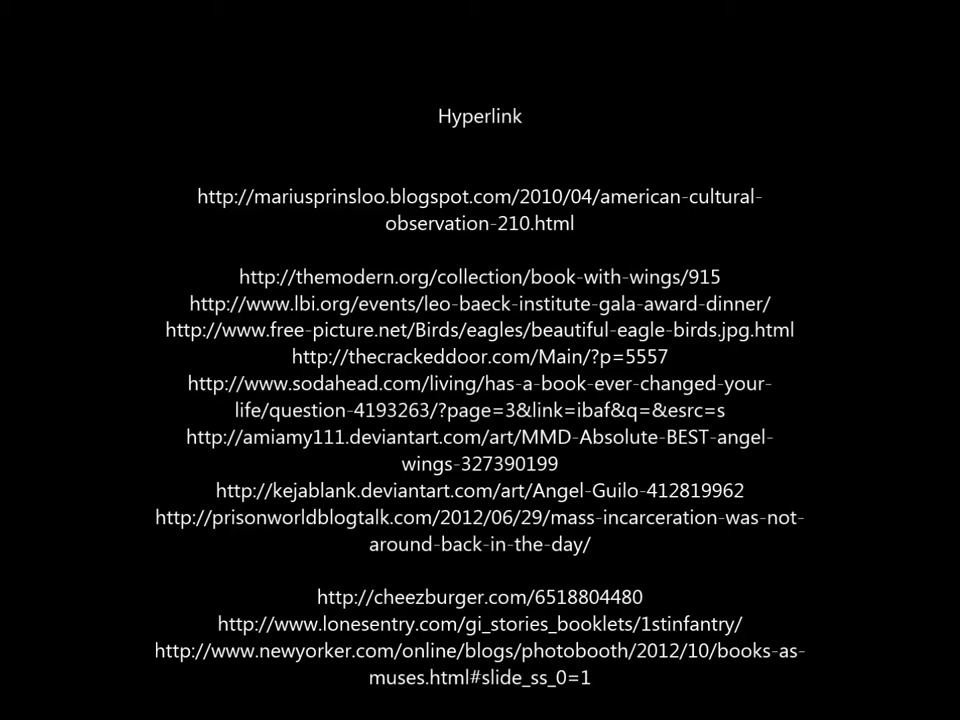 Hyperlink
http://mariusprinsloo.blogspot.com/2010/04/american-cultural-
observation-210.html
http://themodern.org/collection/book-with-wings/915
http://www.lbi.org/events/leo-baeck-institute-gala-award-dinner/
http://www.free-picture.net/Birds/eagles/beautiful-eagle-birds.jpg.html
http://thecrackeddoor.com/Main/?p=5557
http://www.sodahead.com/living/has-a-book-ever-changed-your-
life/question-4193263/?page=3&link=ibaf&q=&esrc=s
http://amiamy111.deviantart.com/art/MMD-Absolute-BEST-angel-
wings-327390199
http://kejablank.deviantart.com/art/Angel-Guilo-412819962
http://prisonworldblogtalk.com/2012/06/29/mass-incarceration-was-not-
around-back-in-the-day/
http://cheezburger.com/6518804480
http://www.lonesentry.com/gi_stories_booklets/1stinfantry/
http://www.newyorker.com/online/blogs/photobooth/2012/10/books-as-
muses.html#slide_ss_0=1